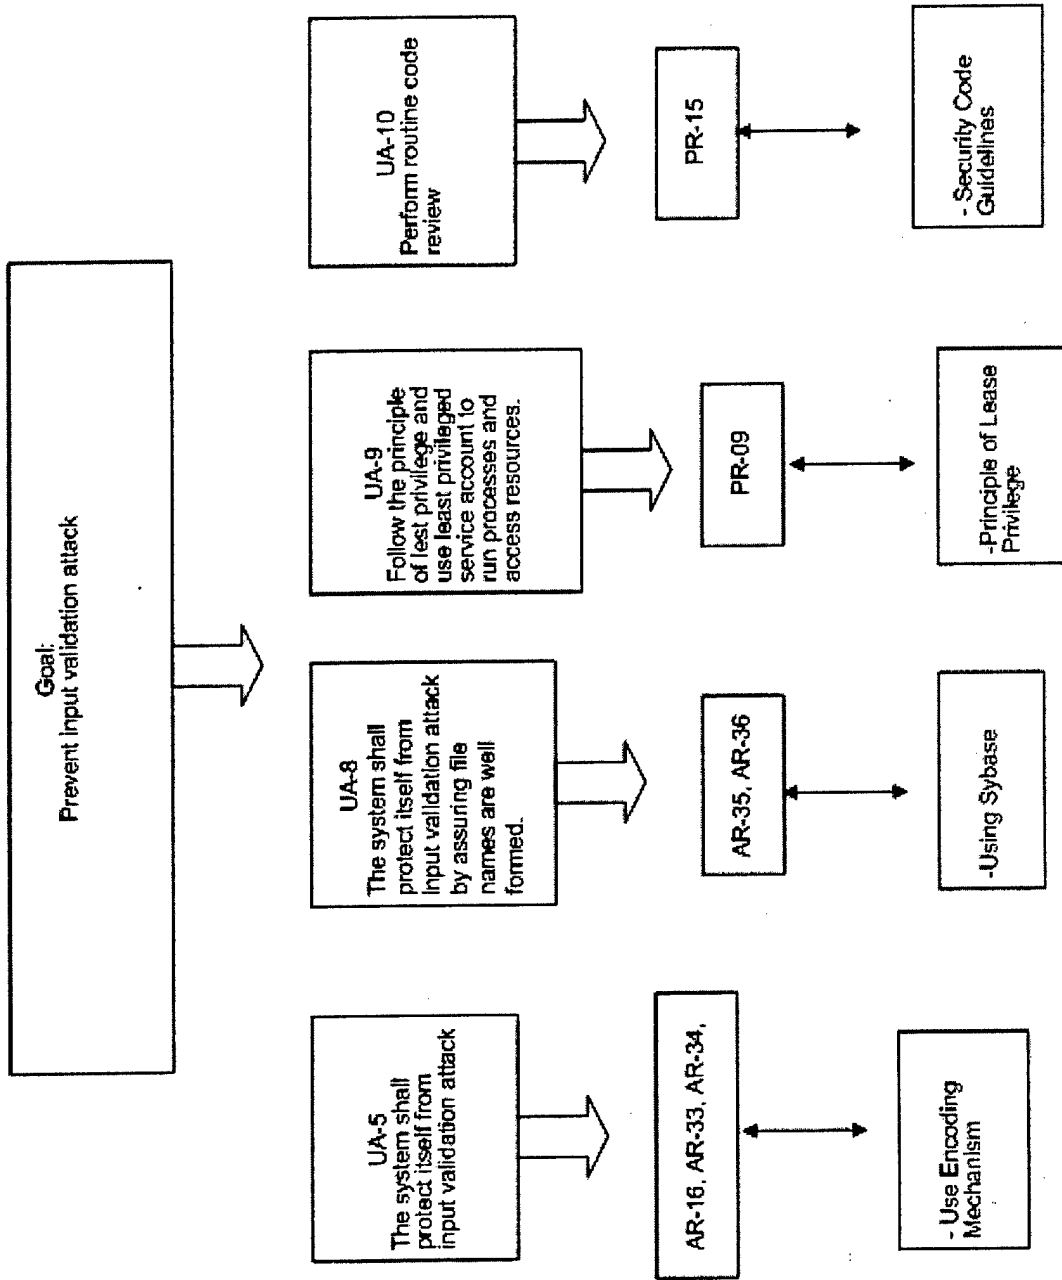 Goal:
Prevent input validation attack
UA-5
The system shall
protect itself from
input validation attack
UA-8
The system shall
protect itself from
input validation attack
by assuring file
names are well
formed.
UA-9
Follow the principle
of lest privilege and
use least privileged
service account to
run processes and
access resources.
UA-10
Perform routine code
review
AR-16, AR-33, AR-34,
AR-35, AR-36
PR-09
PR-15
- Use Encoding
Mechanism
-Using Sybase
-Principle of Lease
Privilege
- Security Code
Guidelines